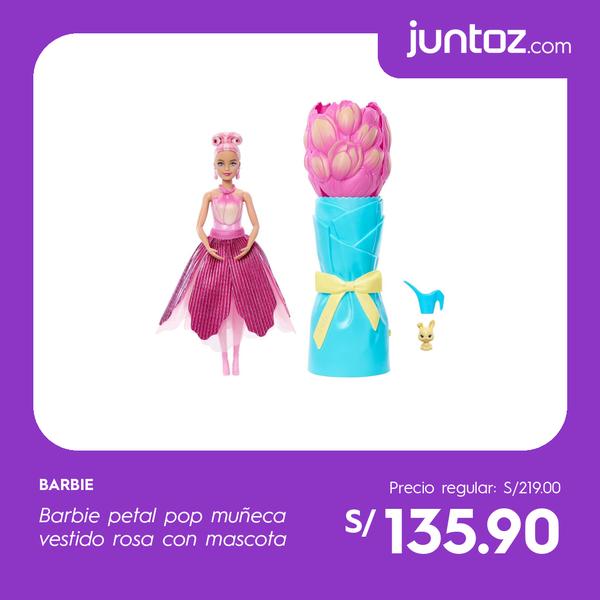 juntoz.com
BARBIE
Barbie petal pop muñeca
vestido rosa con mascota
Precio regular: S/219.00
S/ 135.90